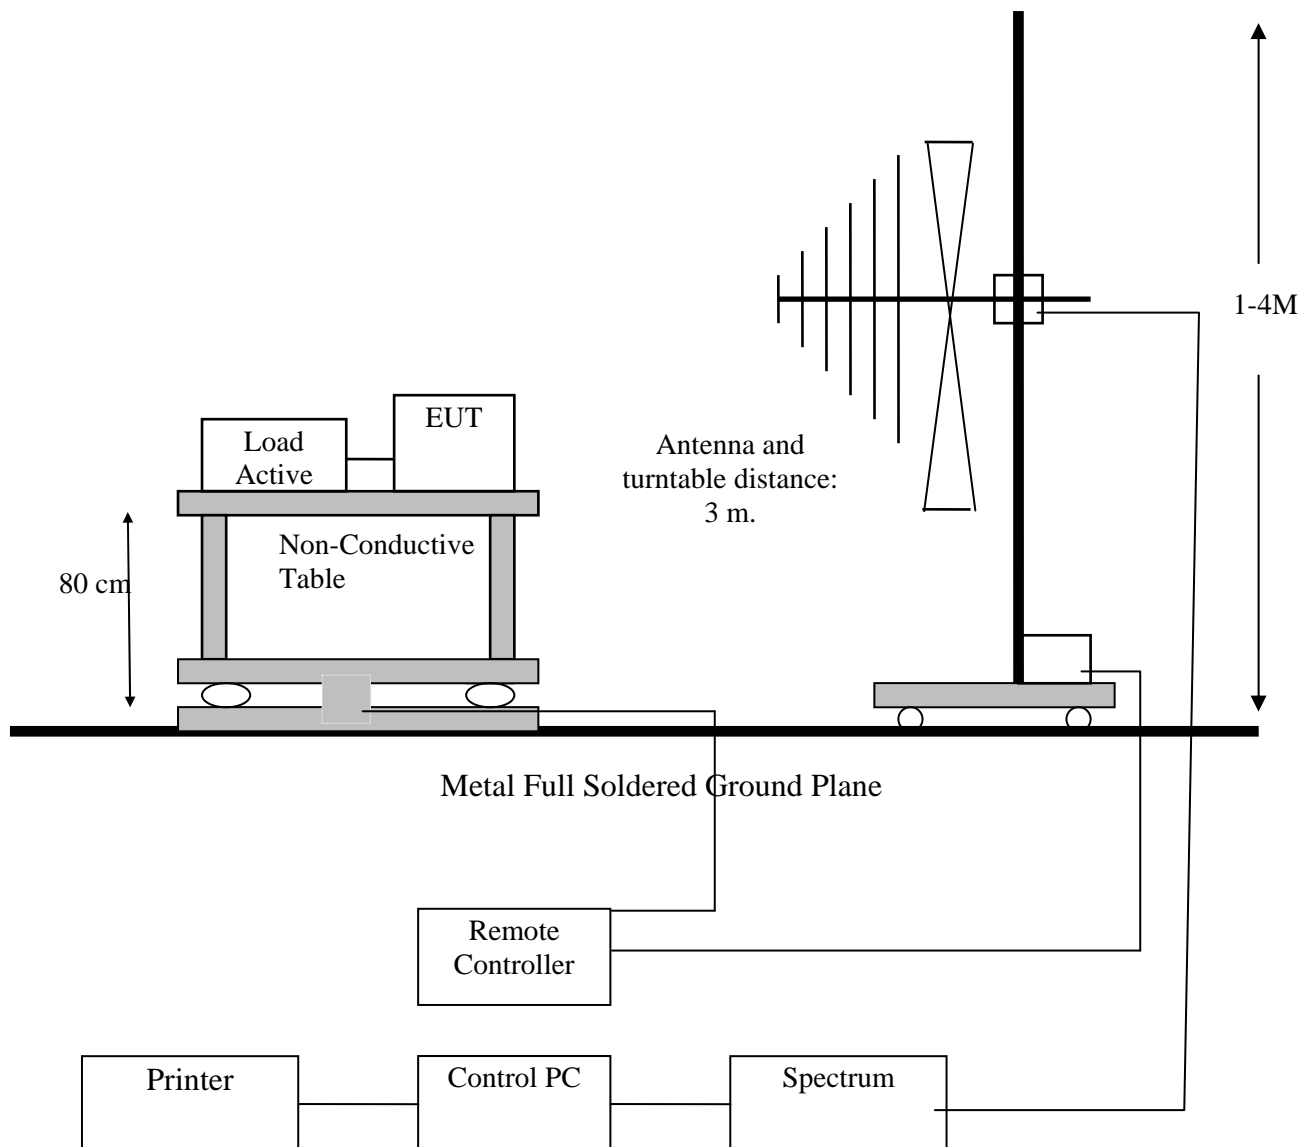 1-4M
EUT
Load
Active
Antenna and
turntable distance:
3 m.
Non-Conductive
Table
80 cm
Metal Full Soldered Ground Plane
Remote
Controller
Printer
Control PC
Spectrum